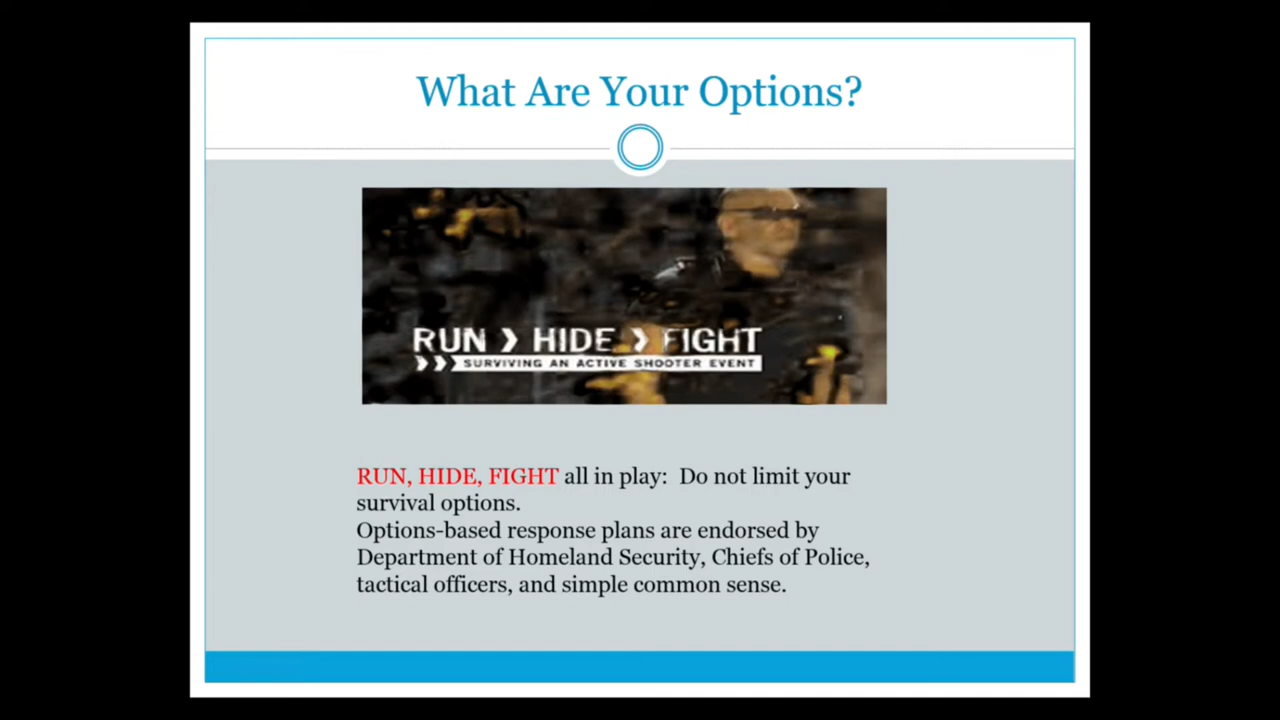 What Are Your Options?
RUN ❯ HIDE ❯ FIGHT
❯❯❯ SURVIVING AN ACTIVE SHOOTER EVENT
RUN, HIDE, FIGHT all in play:  Do not limit your
survival options.
Options-based response plans are endorsed by
Department of Homeland Security, Chiefs of Police,
tactical officers, and simple common sense.